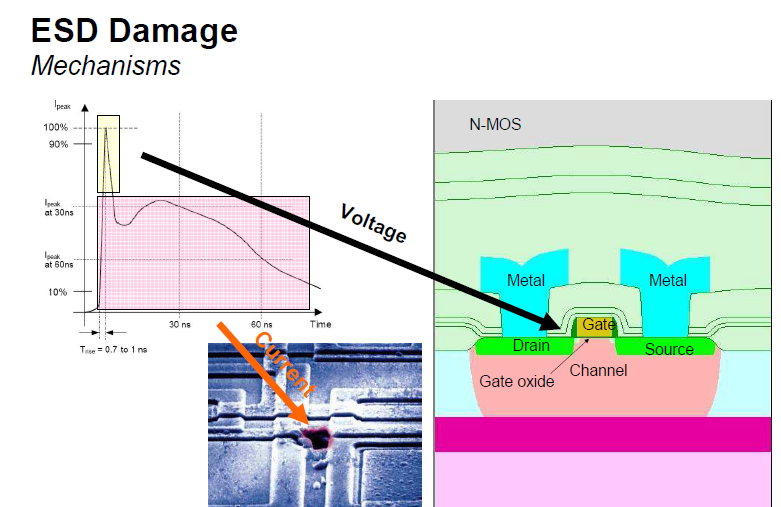 ESD Damage
Mechanisms
Ipeak
100%
90%
Ipeak
at 30ns
Ipeak
at 60ns
10%
30 ns
60 ns
Time
Trise = 0.7 to 1 ns
Voltage
Current
N-MOS
Metal
Metal
Gate
Drain
Source
Channel
Gate oxide